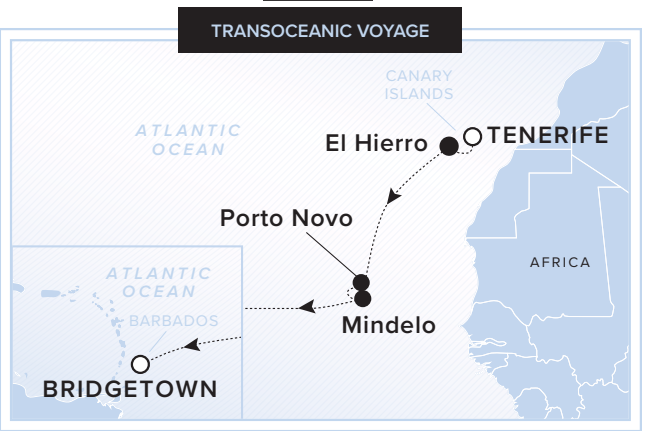 TRANSOCEANIC VOYAGE
CANARY
ISLANDS
ATLANTIC
OCEAN
El Hierro
TENERIFE
Porto Novo
AFRICA
ATLANTIC
OCEAN
BARBADOS
Mindelo
BRIDGETOWN